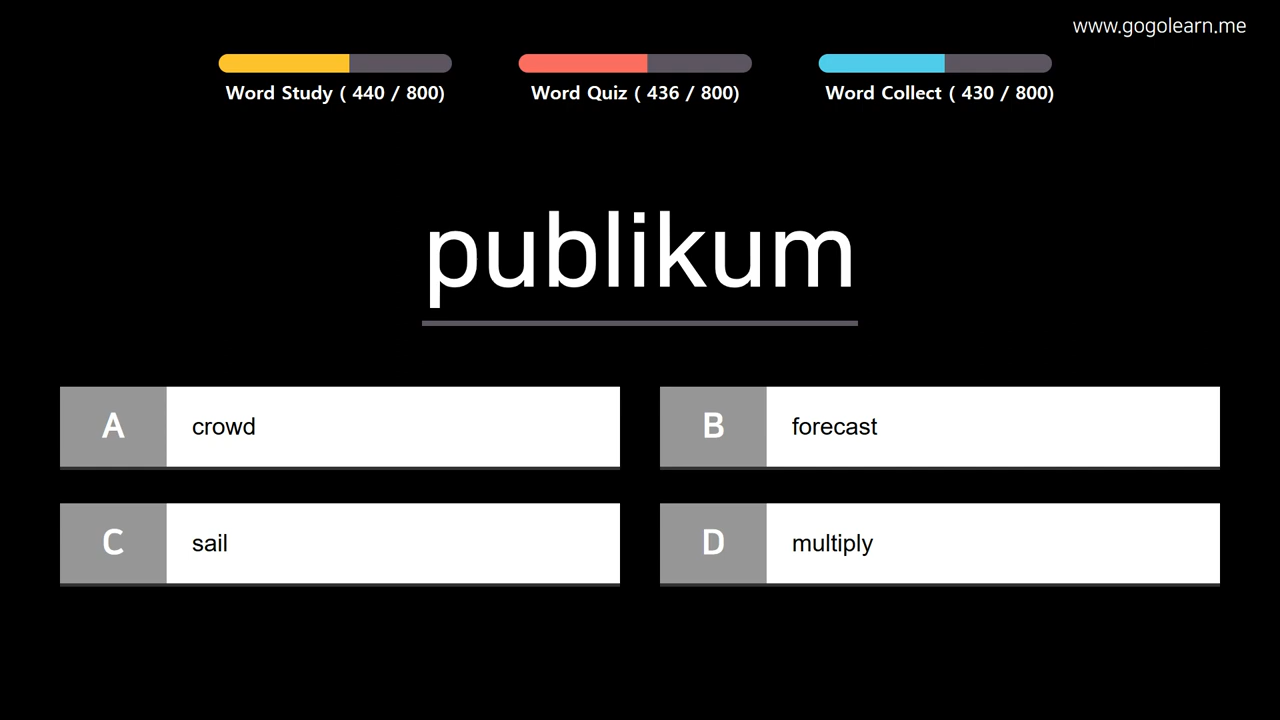 www.gogolearn.me
Word Study ( 440 / 800)
Word Quiz ( 436 / 800)
Word Collect ( 430 / 800)
publikum
A crowd
B forecast
C sail
D multiply